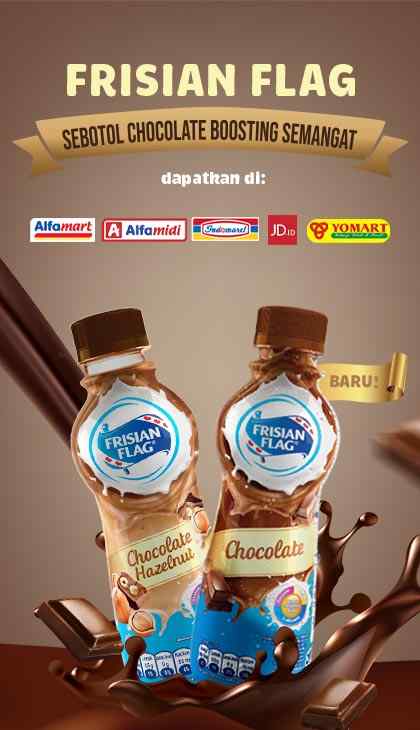 FRISIAN FLAG
SEBOTOL CHOCOLATE BOOSTING SEMANGAT
dapatkan di:
Alfamart
Alfamidi
Indomaret
JD.ID
YOMART
BARU!
FRISIAN
FLAG
FRISIAN
FLAG
Chocolate
Hazelnut
Chocolate